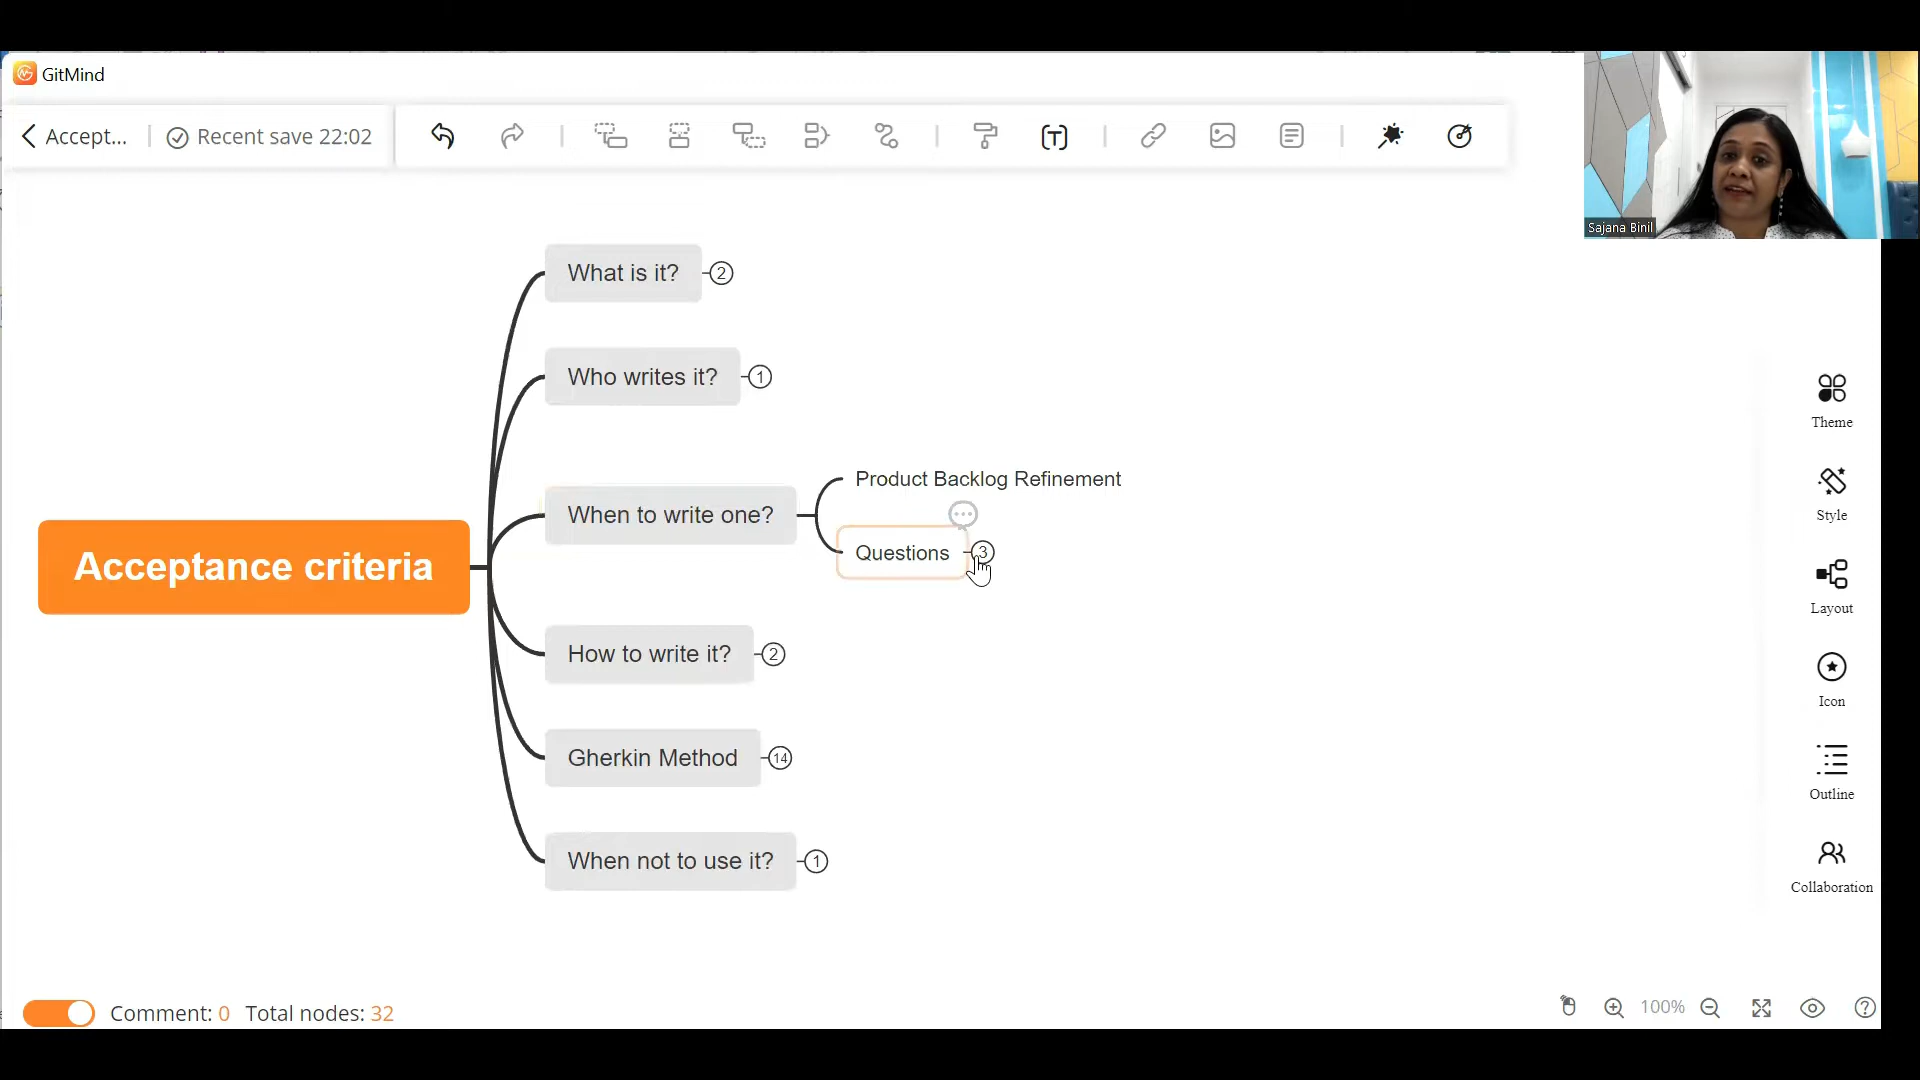 GitMind
Accept...
Recent save 22:02
Sajana Binil
What is it?
2
Who writes it?
1
Product Backlog Refinement
When to write one?
Questions
3
Acceptance criteria
How to write it?
2
Gherkin Method
14
When not to use it?
1
Theme
Style
Layout
Icon
Outline
Collaboration
Comment: 0 Total nodes: 32
100%